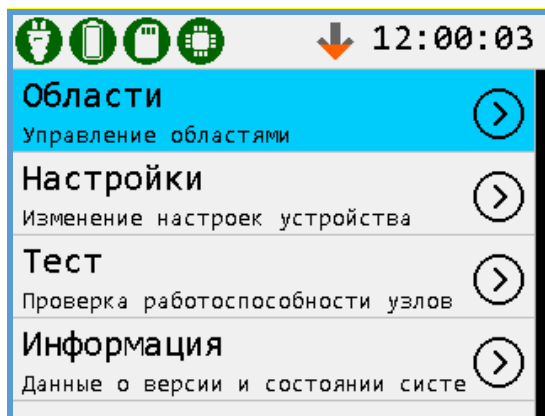 12:00:03
Области
Управление областями
Настройки
Изменение настроек устройства
Тест
Проверка работоспособности узлов
Информация
Данные о версии и состоянии систе